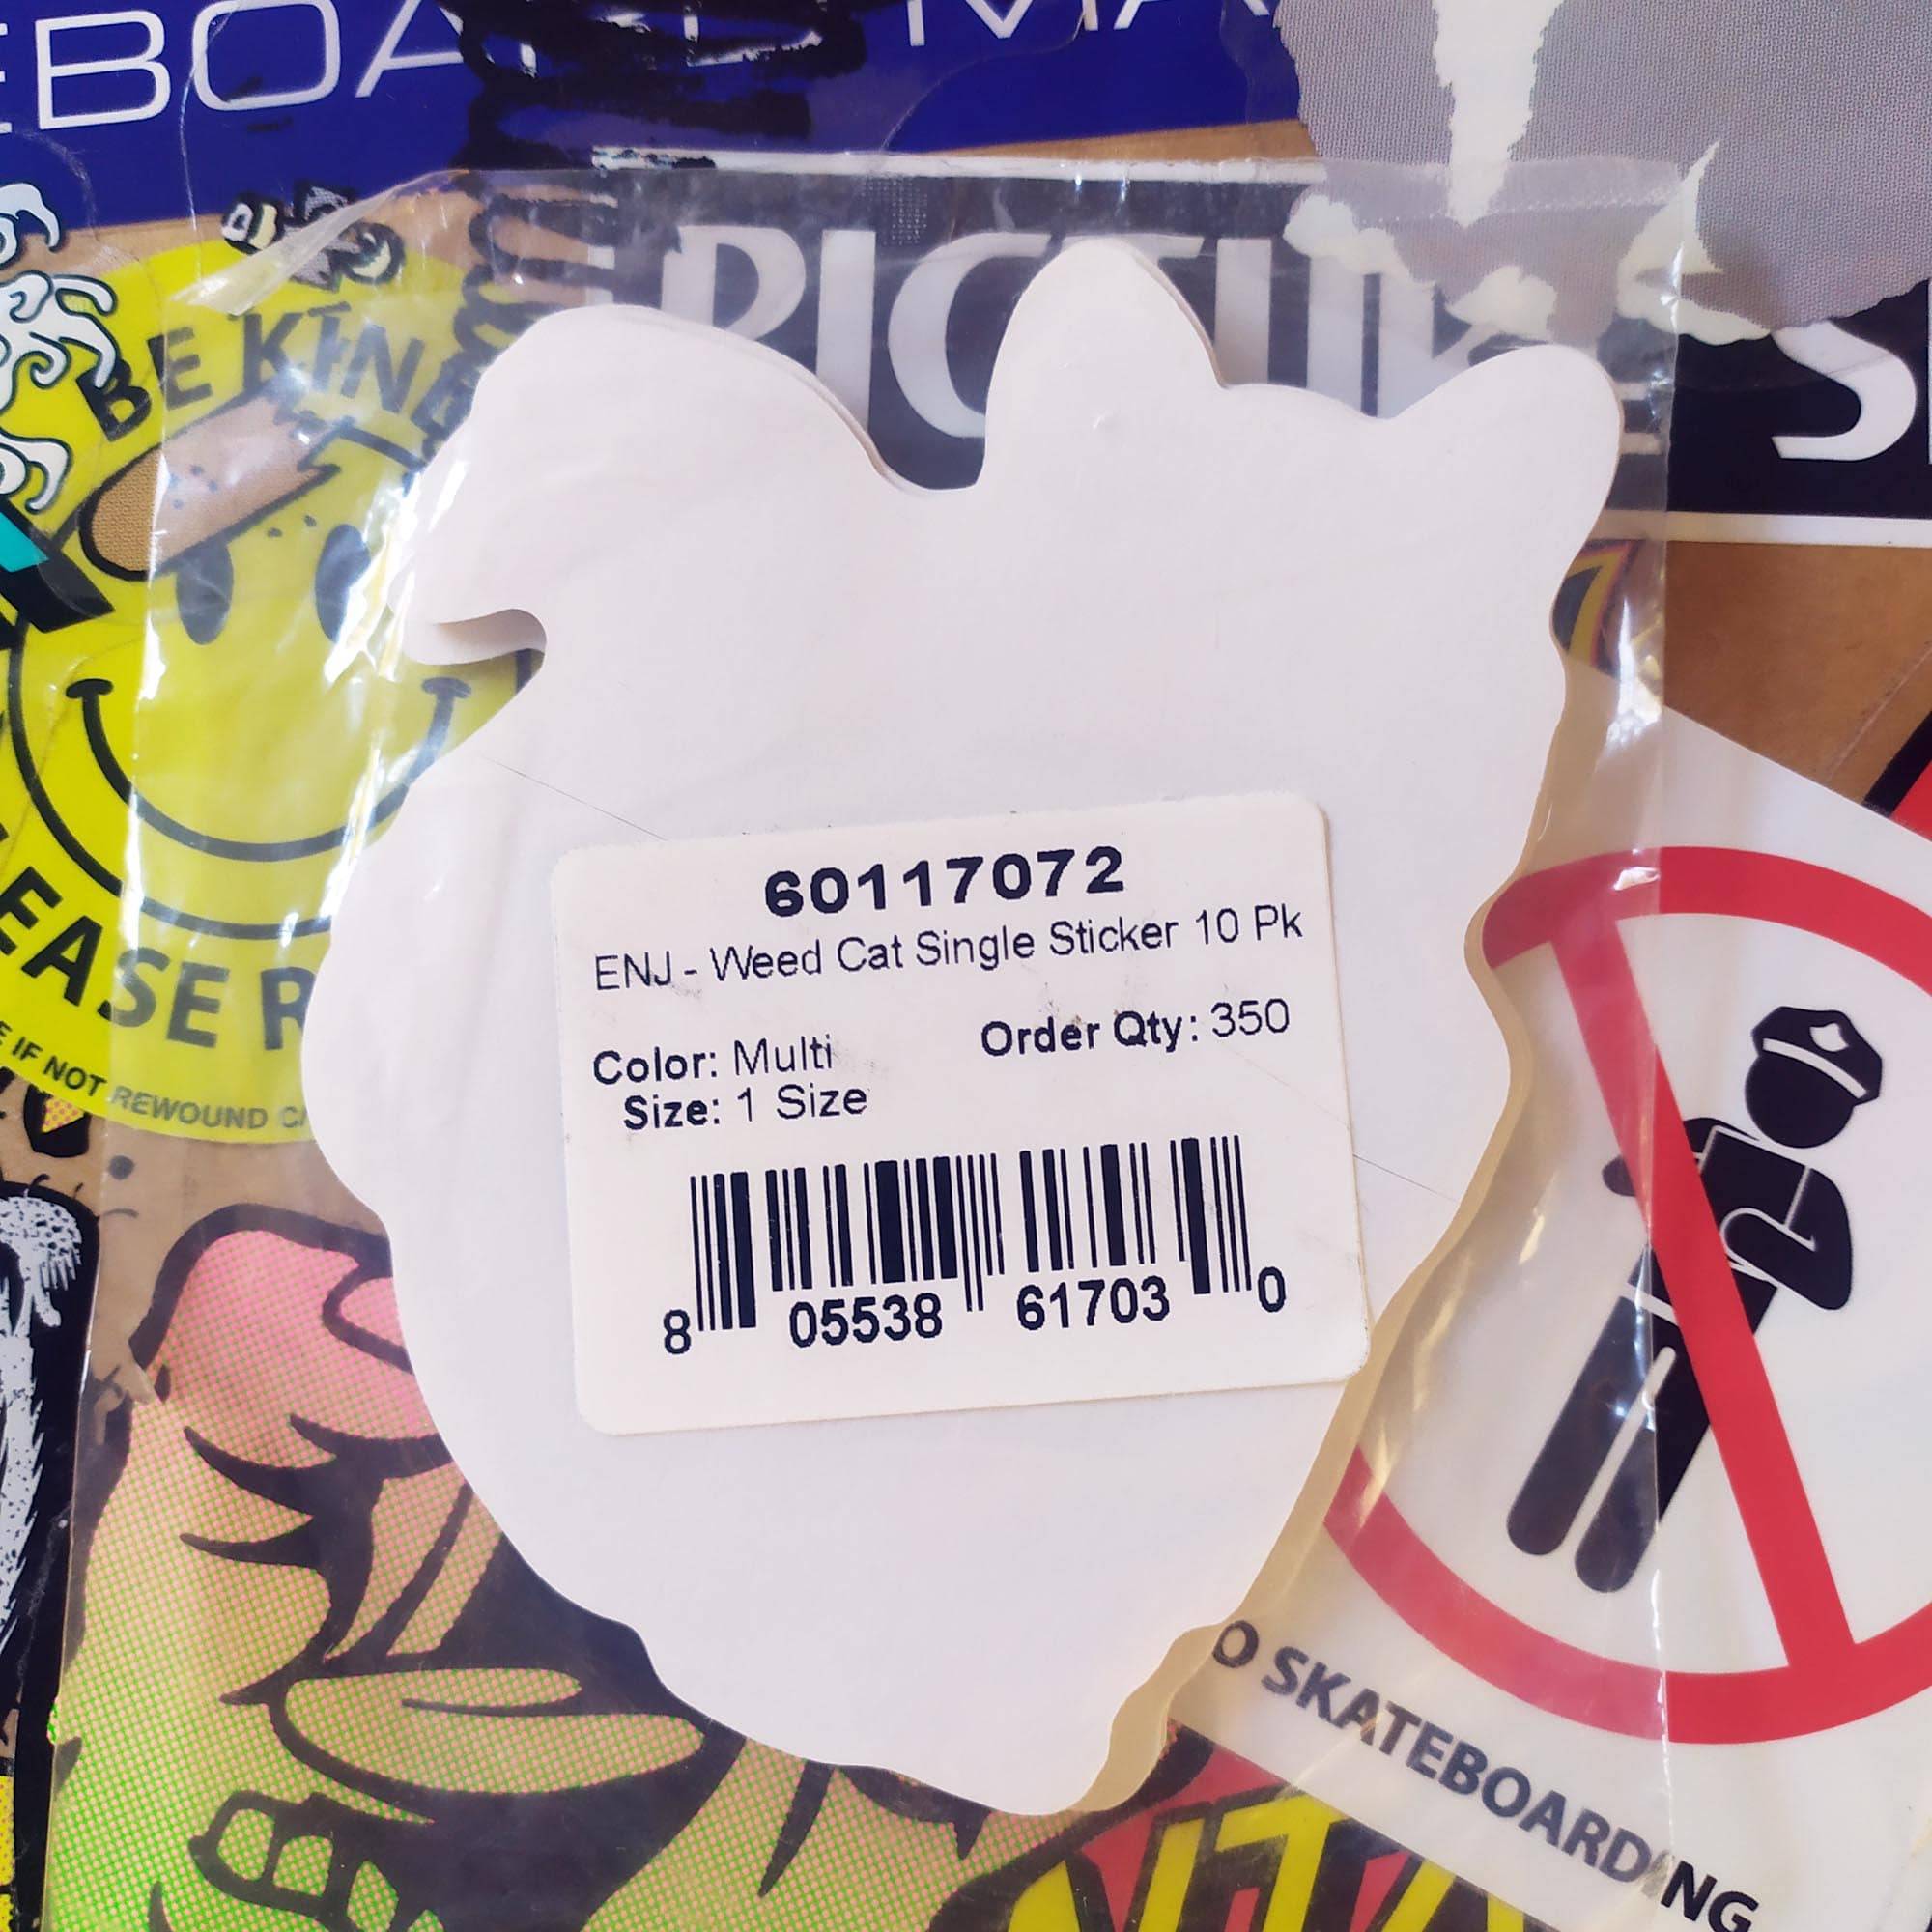 BE KIND
60117072
ENJ - Weed Cat Single Sticker 10 Pk
Color: Multi
Order Qty: 350
Size: 1 Size
8 05538 61703 0
IF NOT REWOUND
SKATEBOARDING